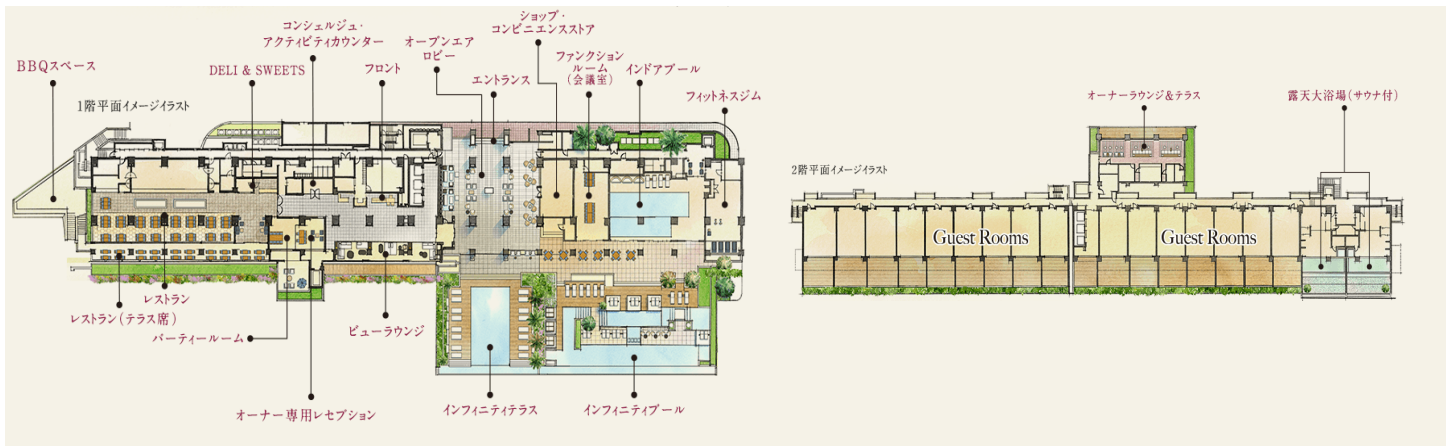 BBQスペース
1階平面イメージイラスト
DELI & SWEETS
コンシェルジュ・
アクティビティカウンター
フロント
オープンエア
ロビー
エントランス
ショップ・
コンビニエンスストア
ファンクション
ルーム
(会議室)
インドアプール
フィットネスジム
レストラン
レストラン(テラス席)
パーティールーム
オーナー専用レセプション
ビューラウンジ
インフィニティテラス
インフィニティプール
2階平面イメージイラスト
オーナーラウンジ&テラス
露天大浴場(サウナ付)
Guest Rooms
Guest Rooms